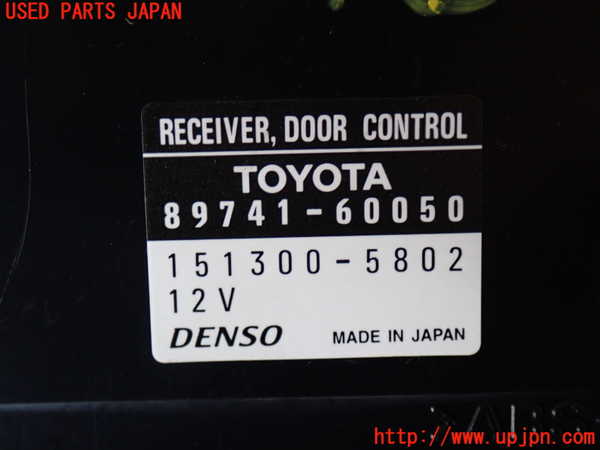 USED PARTS JAPAN
RECEIVER, DOOR CONTROL
TOYOTA
89741-60050
151300-5802
12V
DENSO MADE IN JAPAN
http://www.upjpn.com/